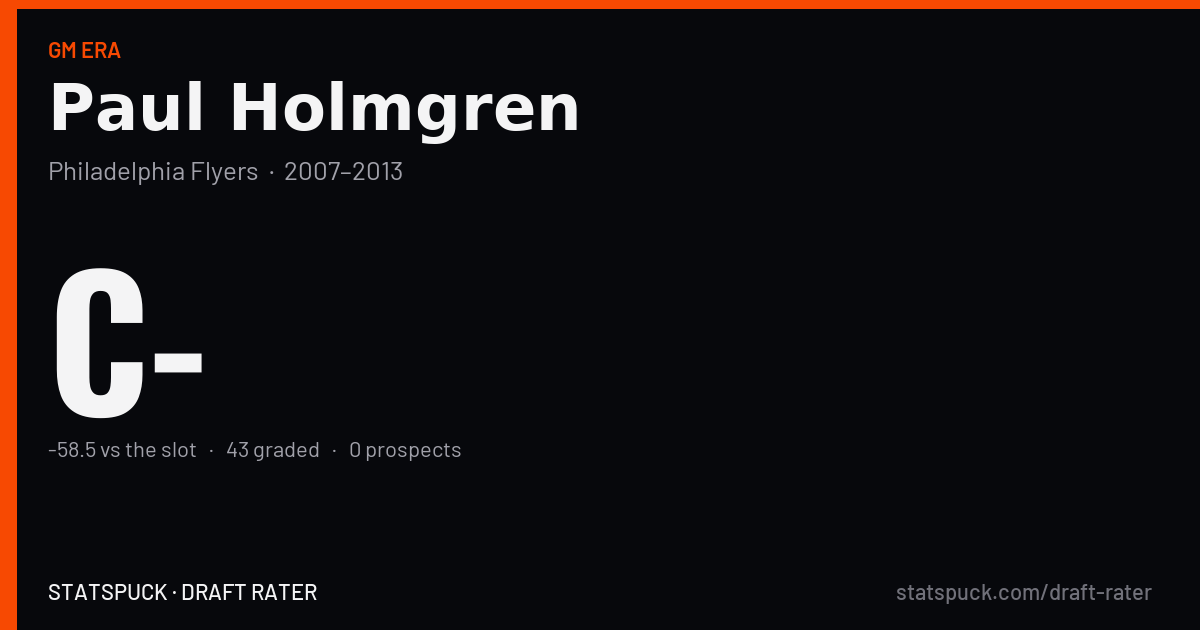 GM ERA
Paul Holmgren
Philadelphia Flyers · 2007–2013
C-
-58.5 vs the slot · 43 graded · 0 prospects
STATSPUCK · DRAFT RATER
statspuck.com/draft-rater